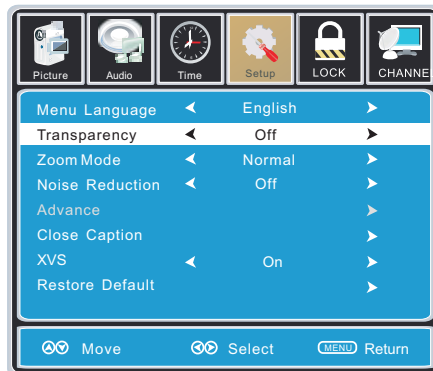 Picture Audio Time Setup LOCK CHANNE
Menu Language English
Transparency Off
Zoom Mode Normal
Noise Reduction Off
Advance
Close Caption
XVS On
Restore Default
Move Select MENU Return